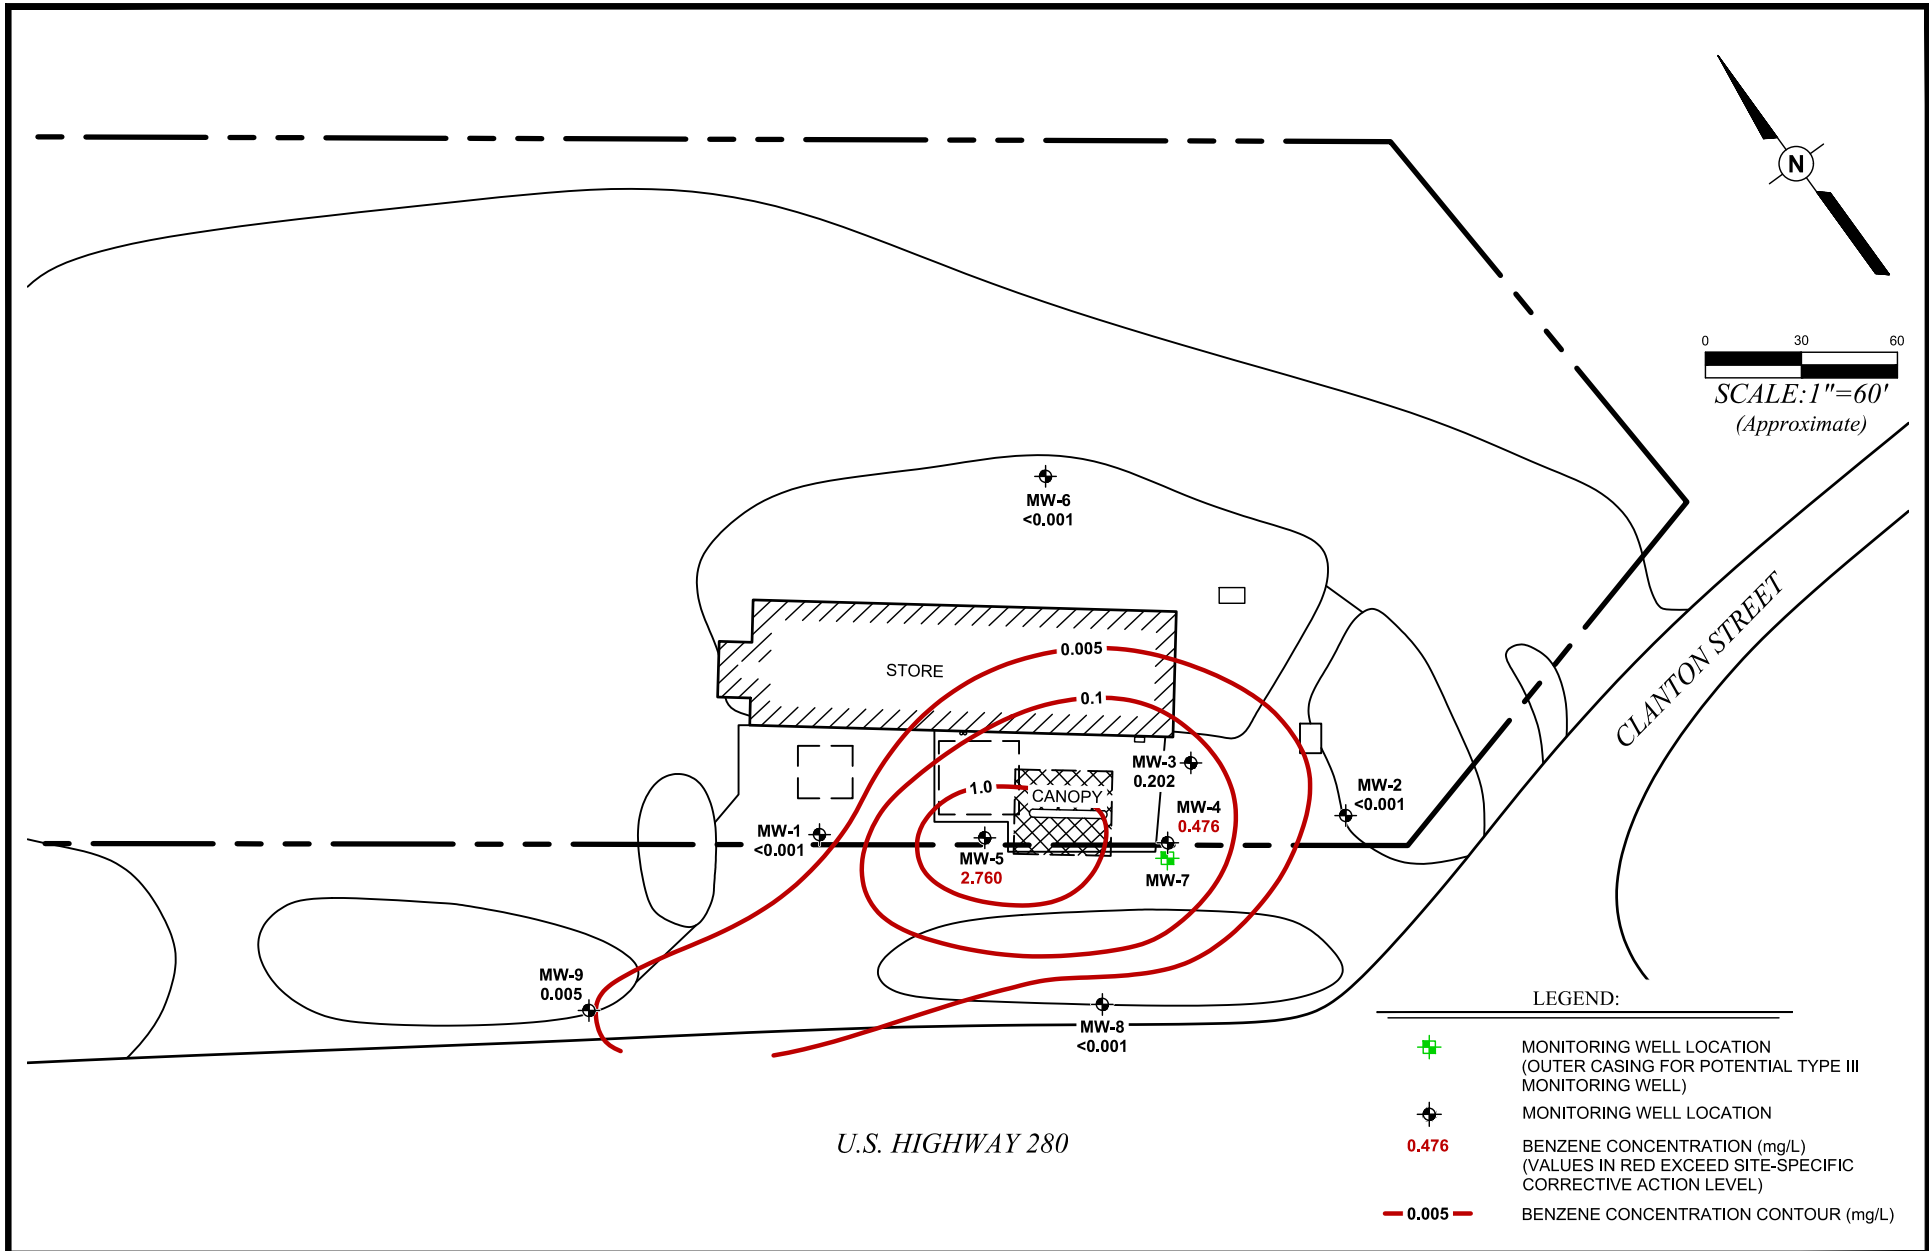 N
0 30 60
SCALE:1"=60'
(Approximate)
MW-6
<0.001
STORE
0.005
0.1
1.0
CANOPY
MW-3
0.202
MW-4
0.476
MW-2
<0.001
MW-1
<0.001
MW-5
2.760
MW-7
MW-9
0.005
MW-8
<0.001
CLANTON STREET
U.S. HIGHWAY 280
LEGEND:
MONITORING WELL LOCATION
(OUTER CASING FOR POTENTIAL TYPE III
MONITORING WELL)
MONITORING WELL LOCATION
0.476 BENZENE CONCENTRATION (mg/L)
(VALUES IN RED EXCEED SITE-SPECIFIC
CORRECTIVE ACTION LEVEL)
0.005 BENZENE CONCENTRATION CONTOUR (mg/L)